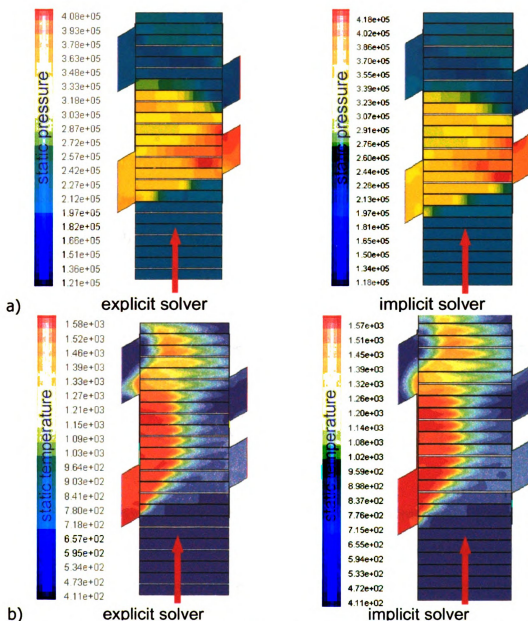 static pressure
4.08e+05
3.93e+05
3.78e+05
3.63e+05
3.48e+05
3.33e+05
3.18e+05
3.03e+05
2.87e+05
2.72e+05
2.57e+05
2.42e+05
2.27e+05
2.12e+05
1.97e+05
1.82e+05
1.66e+05
1.51e+05
1.36e+05
1.21e+05
static pressure
4.18e+05
4.02e+05
3.86e+05
3.70e+05
3.55e+05
3.39e+05
3.23e+05
3.07e+05
2.91e+05
2.76e+05
2.60e+05
2.44e+05
2.28e+05
2.13e+05
1.97e+05
1.81e+05
1.65e+05
1.50e+05
1.34e+05
1.18e+05
a)
explicit solver
implicit solver
static temperature
1.58e+03
1.52e+03
1.46e+03
1.39e+03
1.33e+03
1.27e+03
1.21e+03
1.15e+03
1.09e+03
1.03e+03
9.64e+02
9.03e+02
8.41e+02
7.80e+02
7.18e+02
6.57e+02
5.95e+02
5.34e+02
4.73e+02
4.11e+02
static temperature
1.57e+03
1.51e+03
1.45e+03
1.39e+03
1.32e+03
1.26e+03
1.20e+03
1.14e+03
1.08e+03
1.02e+03
9.59e+02
8.98e+02
8.37e+02
7.76e+02
7.15e+02
6.55e+02
5.94e+02
5.33e+02
4.72e+02
4.11e+02
b)
explicit solver
implicit solver